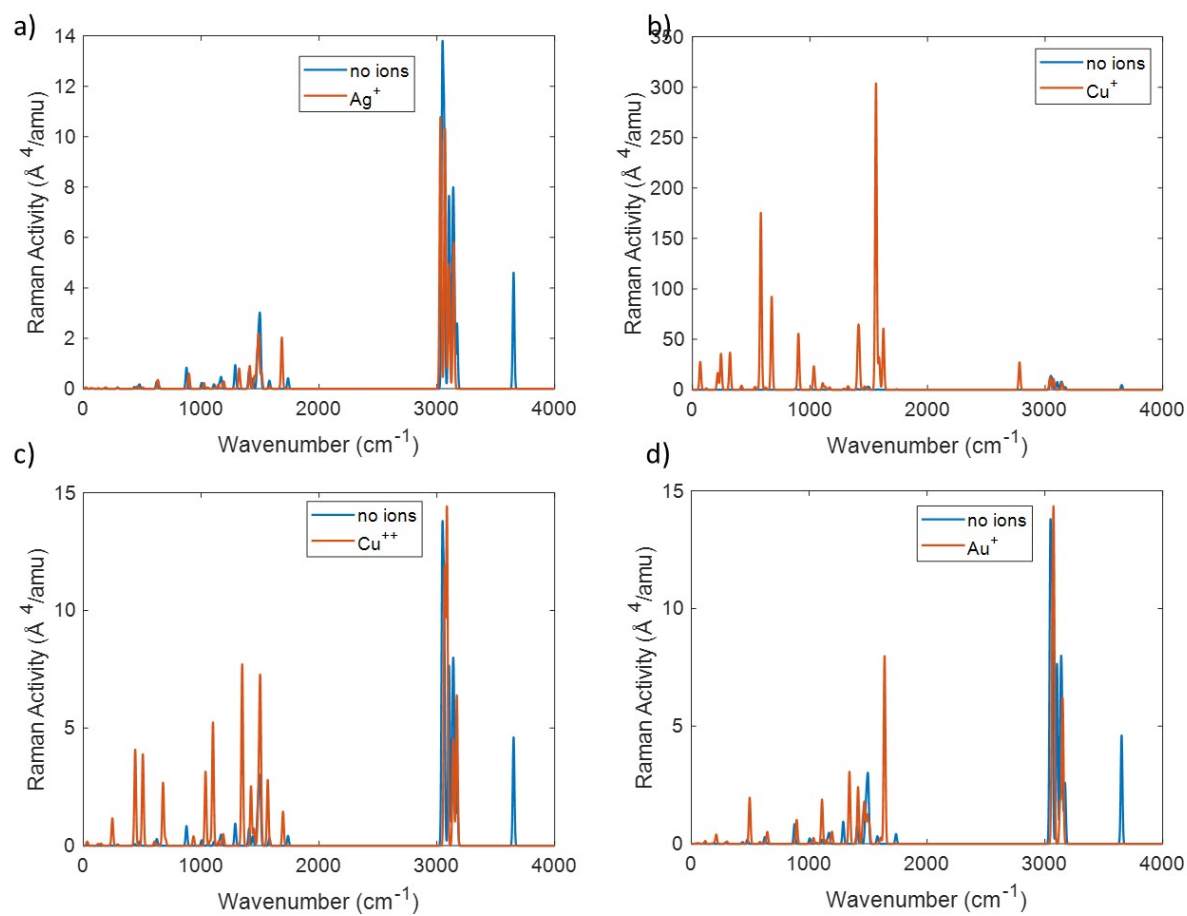 a)
14
12
10
8
6
4
2
0
0 1000 2000 3000 4000
Raman Activity (Å ⁴/amu)
Wavenumber (cm⁻¹)
no ions
Ag⁺
b)
350
300
250
200
150
100
50
0
0 1000 2000 3000 4000
Raman Activity (Å ⁴/amu)
Wavenumber (cm⁻¹)
no ions
Cu⁺
c)
15
10
5
0
0 1000 2000 3000 4000
Raman Activity (Å ⁴/amu)
Wavenumber (cm⁻¹)
no ions
Cu⁺⁺
d)
15
10
5
0
0 1000 2000 3000 4000
Raman Activity (Å ⁴/amu)
Wavenumber (cm⁻¹)
no ions
Au⁺